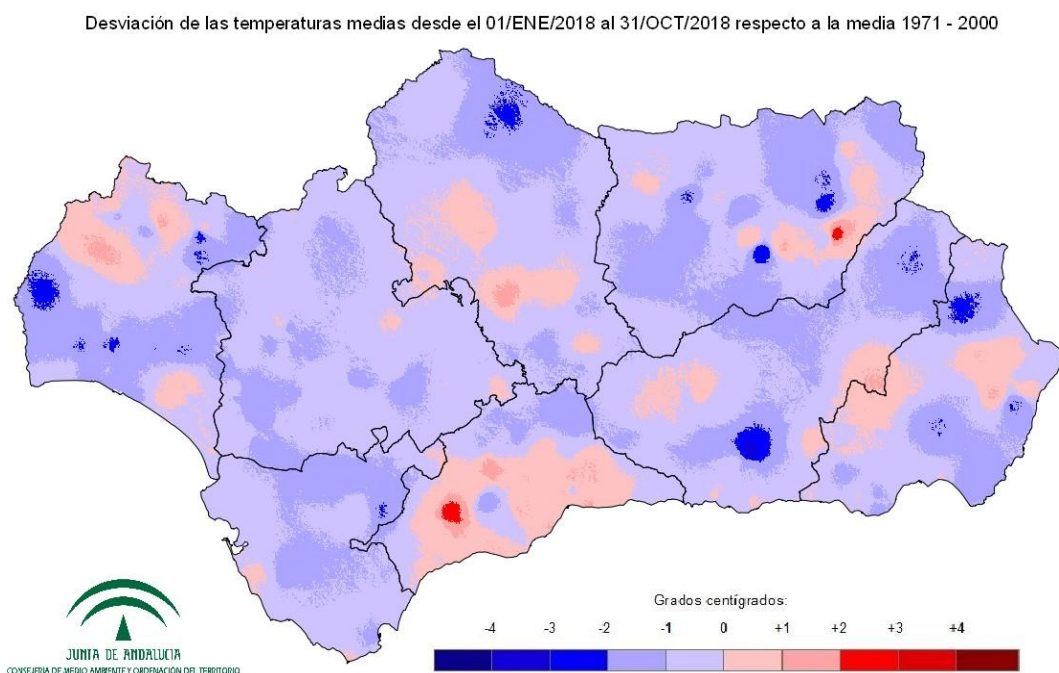 Desviación de las temperaturas medias desde el 01/ENE/2018 al 31/OCT/2018 respecto a la media 1971 - 2000
Grados centígrados:
-4 -3 -2 -1 0 +1 +2 +3 +4
JUNTA DE ANDALUCIA
CONSEJERÍA DE MEDIO AMBIENTE Y ORDENACIÓN DEL TERRITORIO